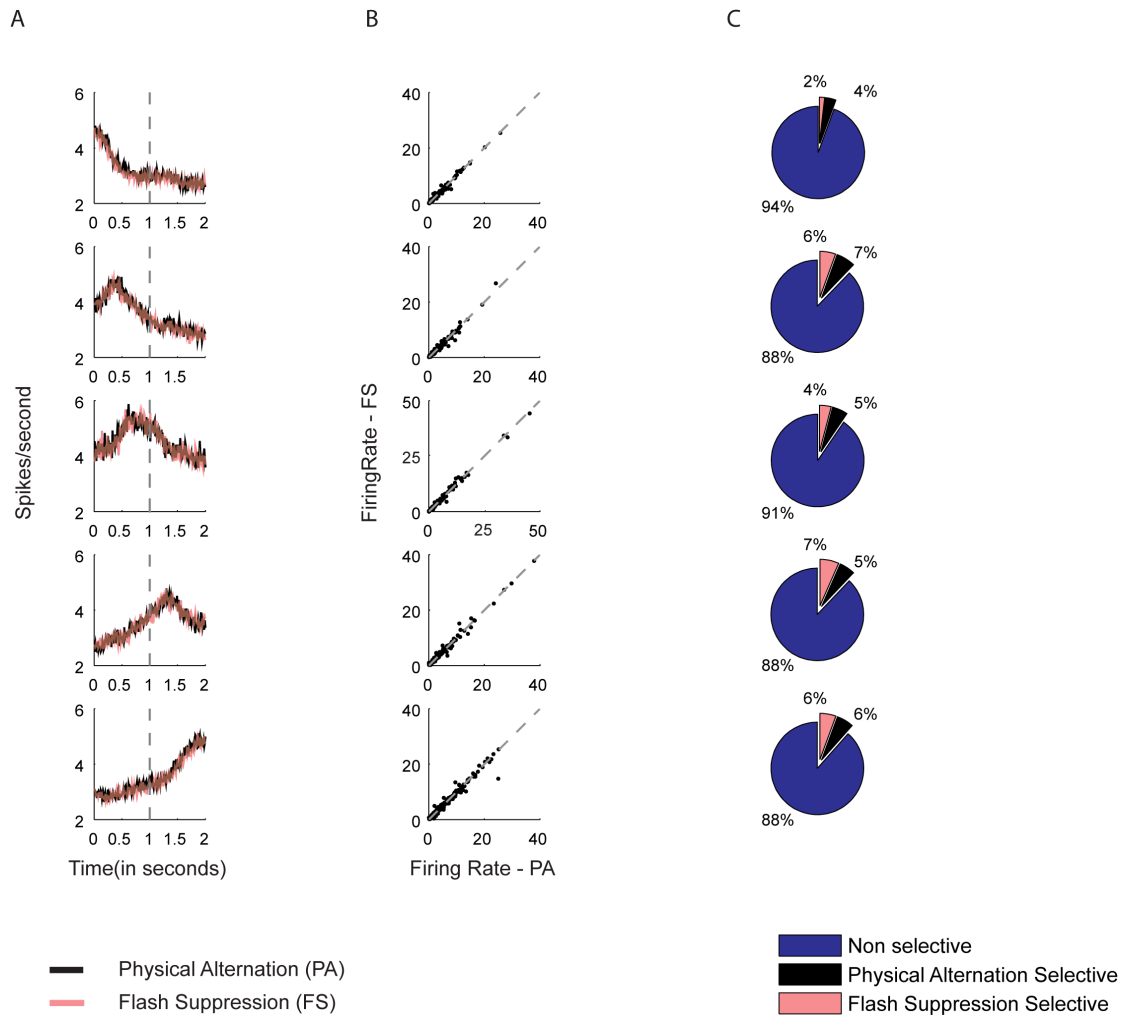 A
B
C
6
4
2
0 0.5 1 1.5 2
40
20
0
0 20 40
2%
4%
94%
6
4
2
0 0.5 1 1.5
40
20
0
0 20 40
6%
7%
88%
6
4
2
0 0.5 1 1.5 2
50
25
0
0 25 50
4%
5%
91%
6
4
2
0 0.5 1 1.5 2
40
20
0
0 20 40
7%
5%
88%
6
4
2
0 0.5 1 1.5 2
40
20
0
0 20 40
6%
6%
88%
Spikes/second
FiringRate - FS
Time(in seconds)
Firing Rate - PA
Physical Alternation (PA)
Flash Suppression (FS)
Non selective
Physical Alternation Selective
Flash Suppression Selective